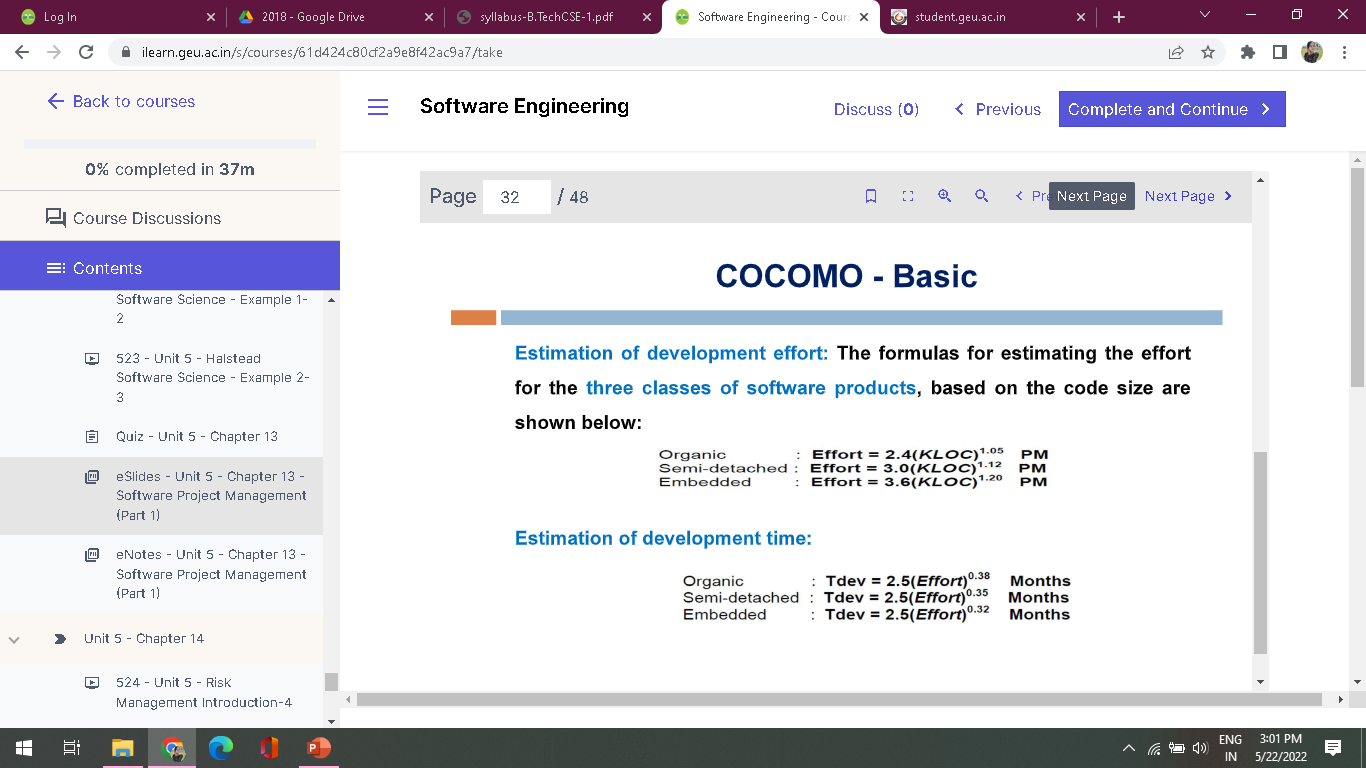 Log In
2018 - Google Drive
syllabus-B.TechCSE-1.pdf
Software Engineering - Cour
student.geu.ac.in
ilearn.geu.ac.in/s/courses/61d424c80cf2a9e8f42ac9a7/take
Back to courses
0% completed in 37m
Course Discussions
Contents
Software Science - Example 1-
2
523 - Unit 5 - Halstead
Software Science - Example 2-
3
Quiz - Unit 5 - Chapter 13
eSlides - Unit 5 - Chapter 13 -
Software Project Management
(Part 1)
eNotes - Unit 5 - Chapter 13 -
Software Project Management
(Part 1)
Unit 5 - Chapter 14
524 - Unit 5 - Risk
Management Introduction-4
Software Engineering
Discuss (0)
Previous
Complete and Continue
Page 32 / 48
Pre
Next Page
Next Page
COCOMO - Basic
Estimation of development effort: The formulas for estimating the effort
for the three classes of software products, based on the code size are
shown below:
Organic : Effort = 2.4(KLOC)^1.05 PM
Semi-detached : Effort = 3.0(KLOC)^1.12 PM
Embedded : Effort = 3.6(KLOC)^1.20 PM
Estimation of development time:
Organic : Tdev = 2.5(Effort)^0.38 Months
Semi-detached : Tdev = 2.5(Effort)^0.35 Months
Embedded : Tdev = 2.5(Effort)^0.32 Months
ENG
IN
3:01 PM
5/22/2022